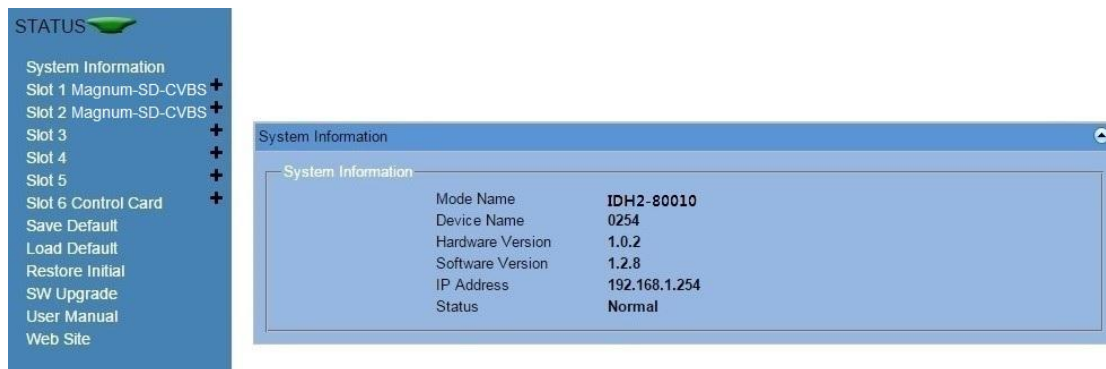 STATUS
System Information
Slot 1 Magnum-SD-CVBS
Slot 2 Magnum-SD-CVBS
Slot 3
Slot 4
Slot 5
Slot 6 Control Card
Save Default
Load Default
Restore Initial
SW Upgrade
User Manual
Web Site
System Information
System Information
Mode Name IDH2-80010
Device Name 0254
Hardware Version 1.0.2
Software Version 1.2.8
IP Address 192.168.1.254
Status Normal